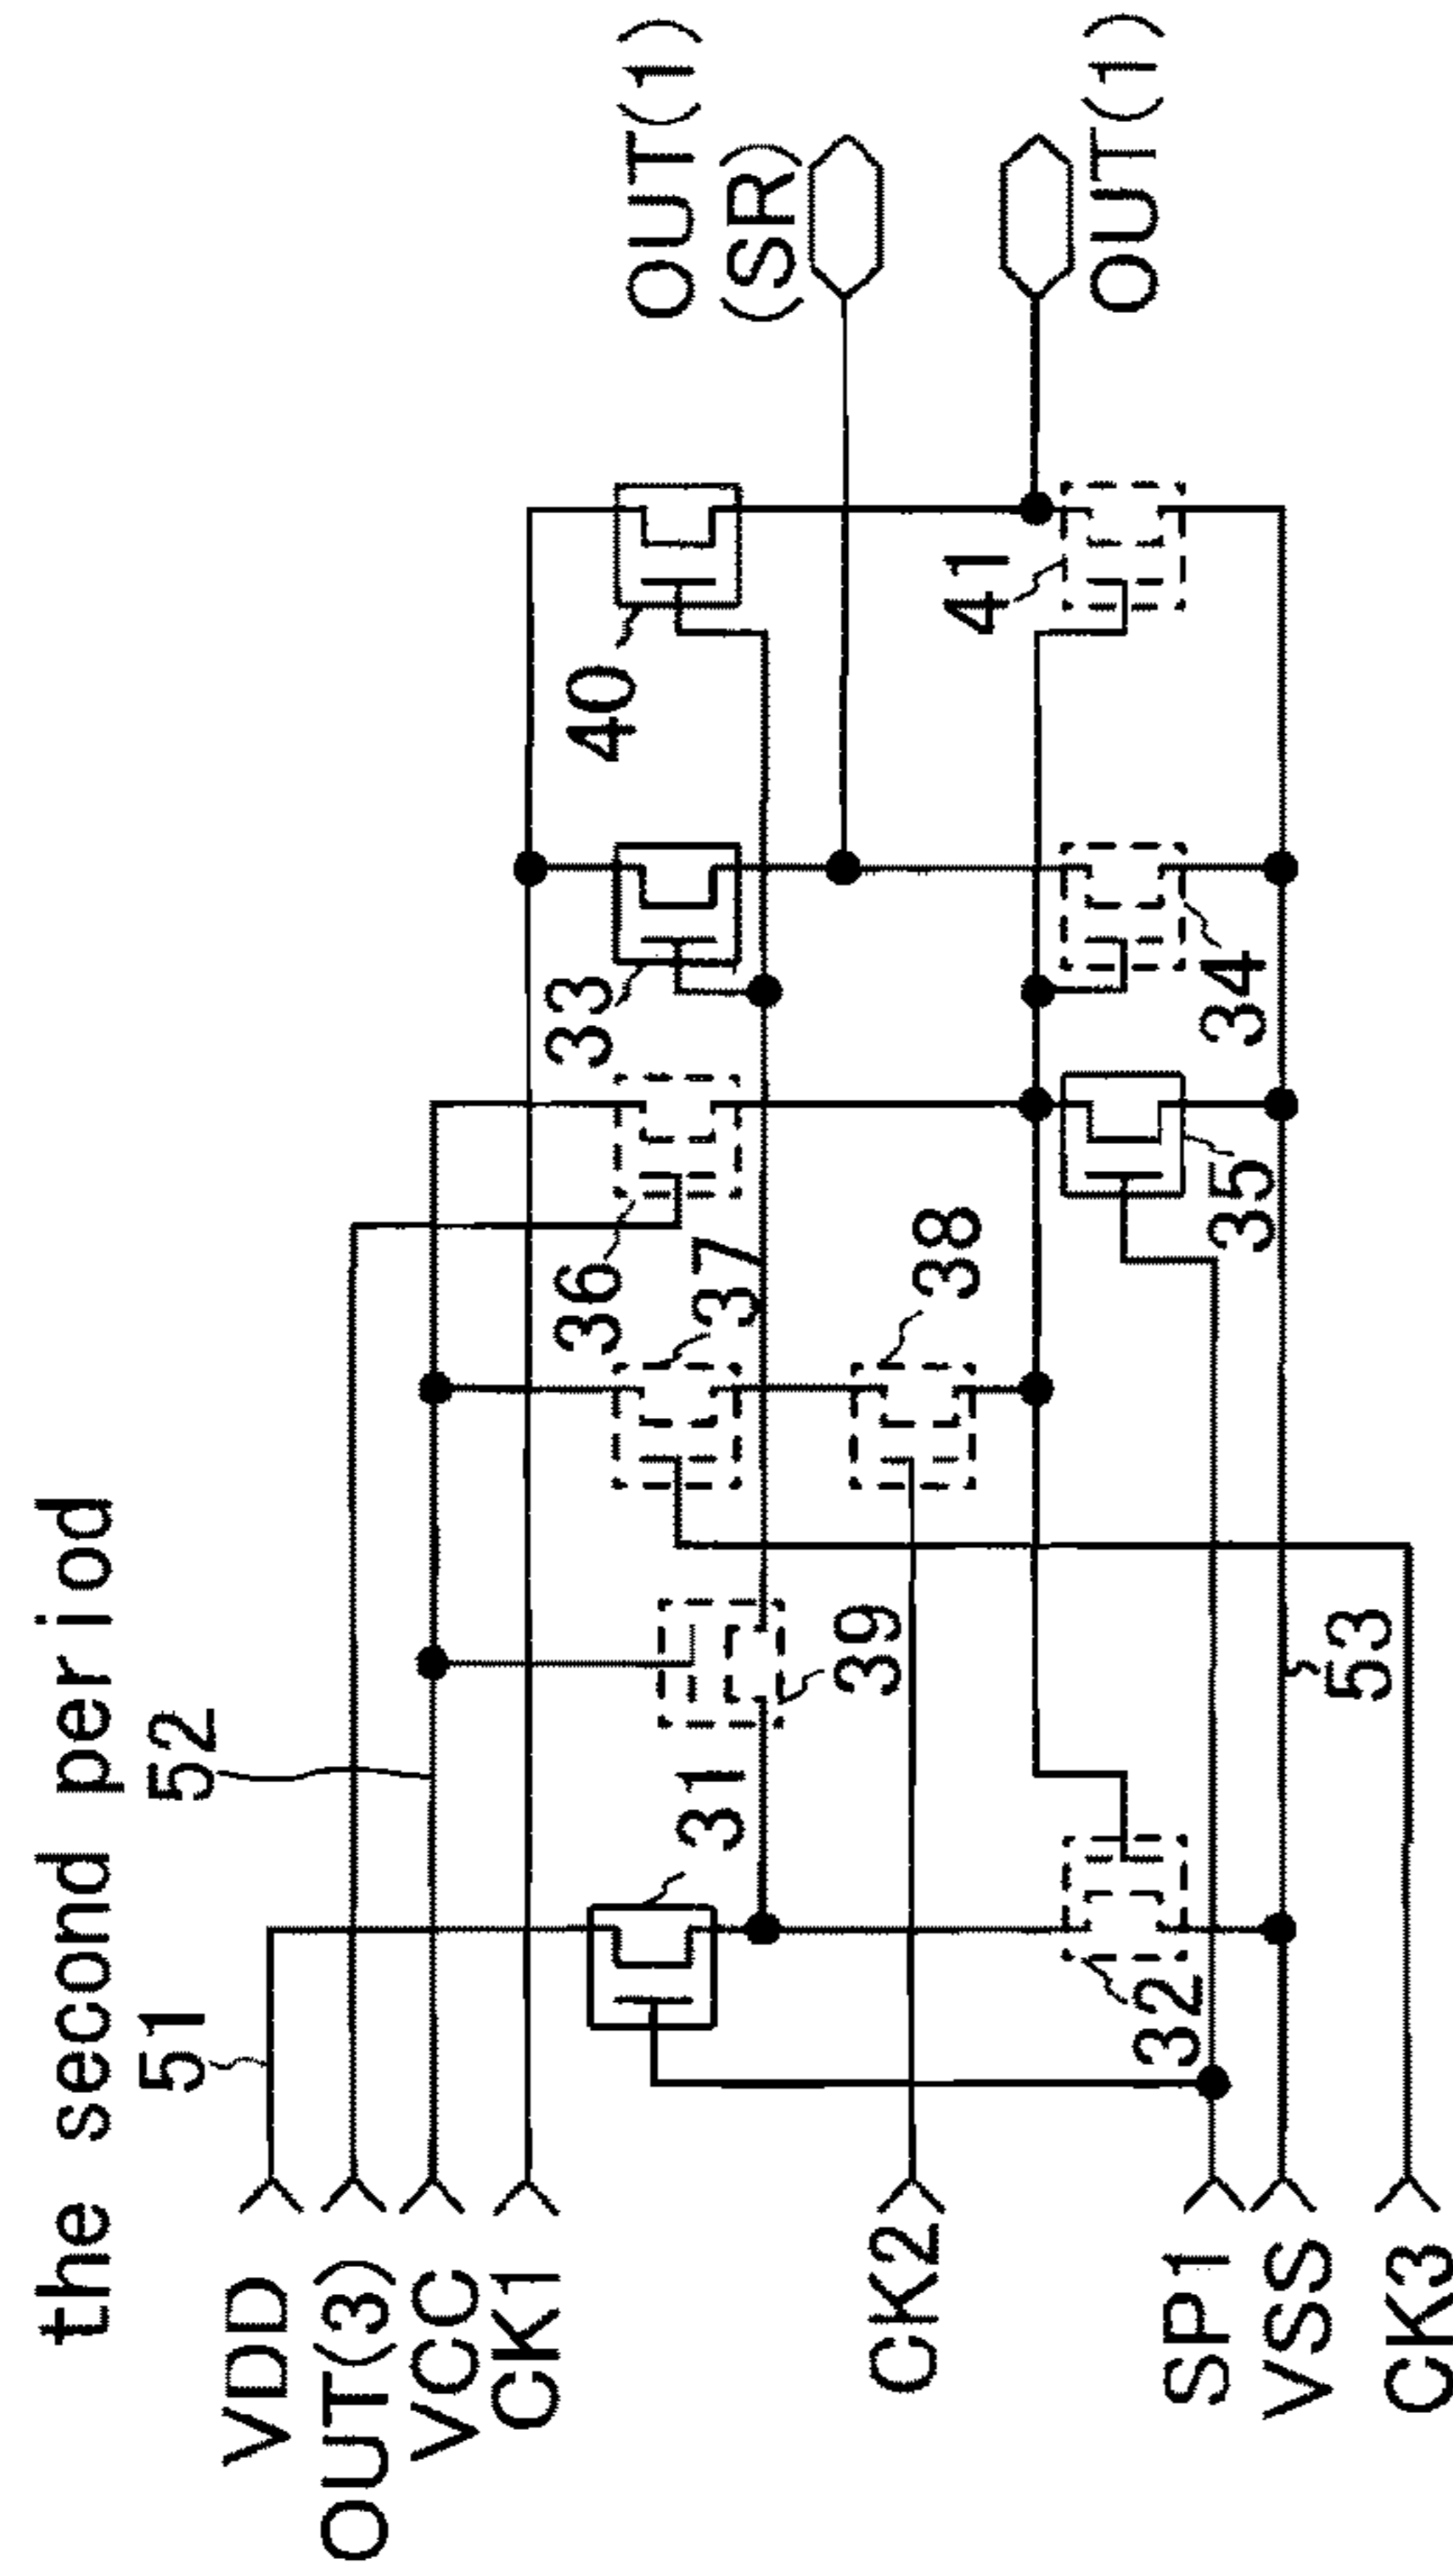 the second period
51
52
VDD
OUT(3)
VCC
CK1
CK2
SP1
VSS
CK3
31
32
39
37
38
36
35
33
34
40
41
53
OUT(1)
(SR)
OUT(1)